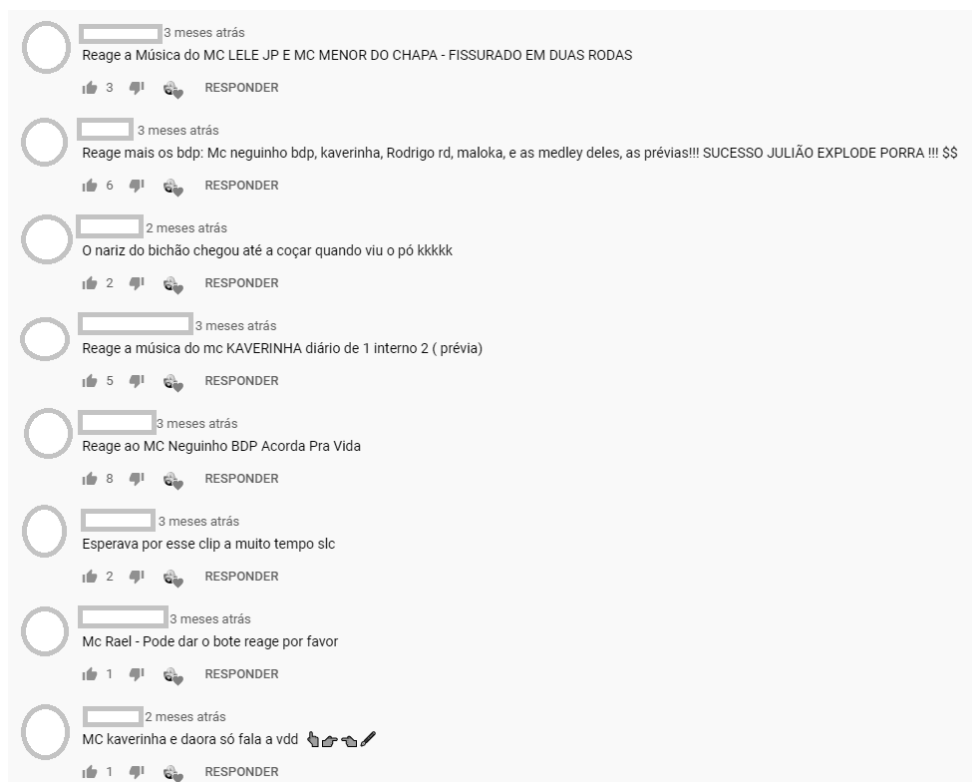 3 meses atrás
Reage a Música do MC LELE JP E MC MENOR DO CHAPA - FISSURADO EM DUAS RODAS
3 RESPONDER
3 meses atrás
Reage mais os bdp: Mc neguinho bdp, kaverinha, Rodrigo rd, maloka, e as medley deles, as prévias!!! SUCESSO JULIÃO EXPLODE PORRA !!! $$
6 RESPONDER
2 meses atrás
O nariz do bichão chegou até a coçar quando viu o pó kkkkk
2 RESPONDER
3 meses atrás
Reage a música do mc KAVERINHA diário de 1 interno 2 ( prévia)
5 RESPONDER
3 meses atrás
Reage ao MC Neguinho BDP Acorda Pra Vida
8 RESPONDER
3 meses atrás
Esperava por esse clip a muito tempo slc
2 RESPONDER
3 meses atrás
Mc Rael - Pode dar o bote reage por favor
1 RESPONDER
2 meses atrás
MC kaverinha e daora só fala a vdd
1 RESPONDER